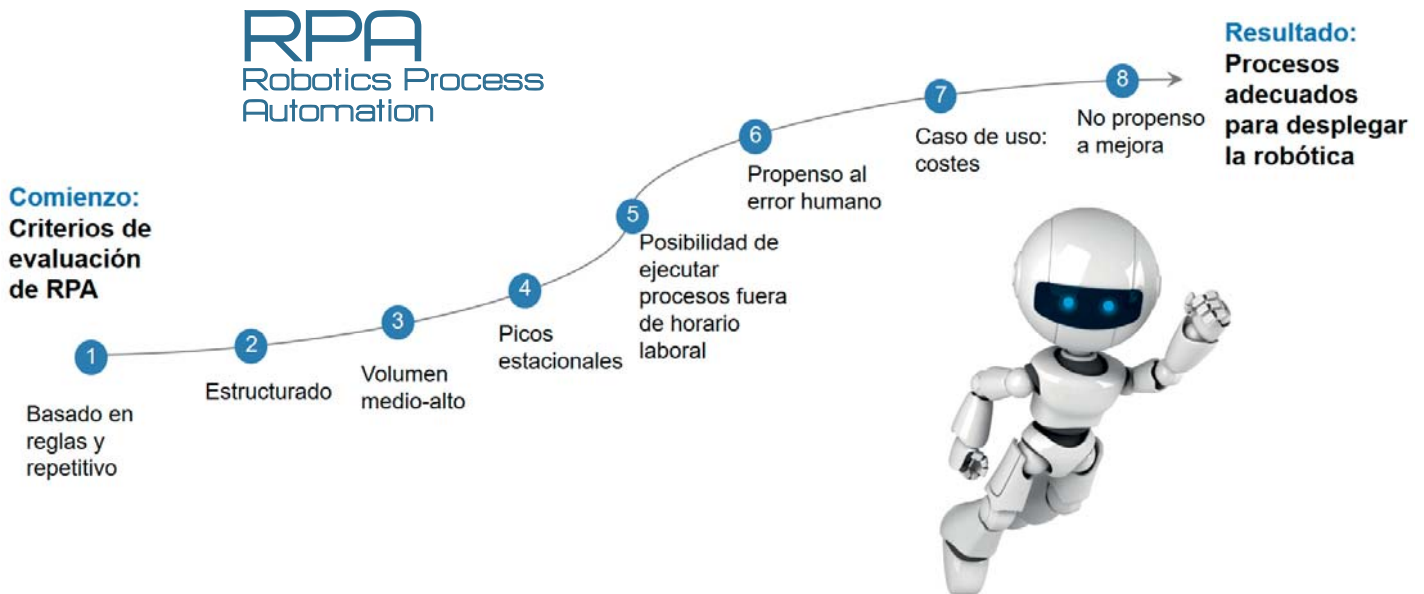 RPA
Robotics Process
Automation
Comienzo:
Criterios de
evaluación
de RPA
1
Basado en
reglas y
repetitivo
2
Estructurado
3
Volumen
medio-alto
4
Picos
estacionales
5
Posibilidad de
ejecutar
procesos fuera
de horario
laboral
6
Propenso al
error humano
7
Caso de uso:
costes
8
No propenso
a mejora
Resultado:
Procesos
adecuados
para desplegar
la robótica